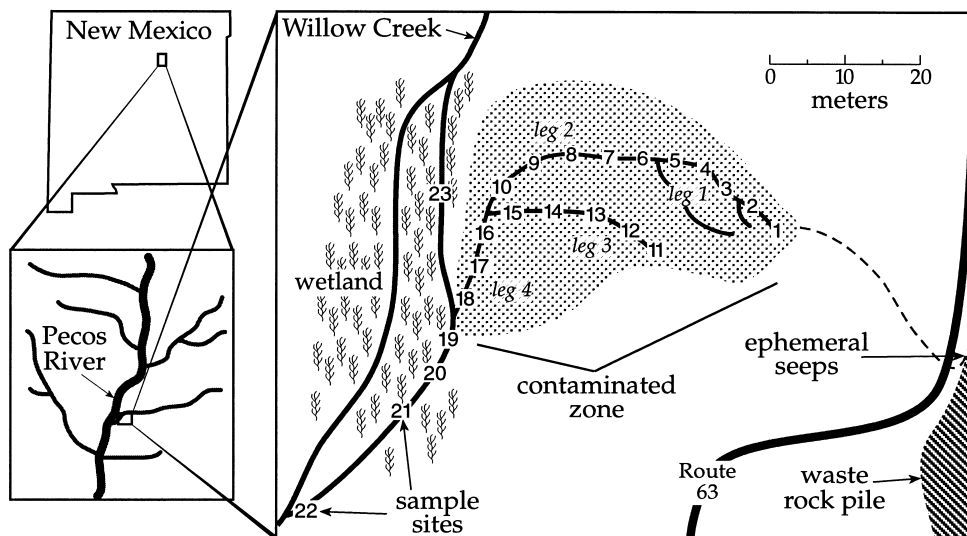 New Mexico
Willow Creek
0 10 20
meters
leg 2
9 8 7 6 5 4
10
leg 1
3
2
1
23
15 14 13
16
12
11
leg 3
17
wetland
18
leg 4
19
Pecos
River
20
ephemeral
seeps
contaminated
zone
21
Route
63
waste
rock pile
sample
sites
22